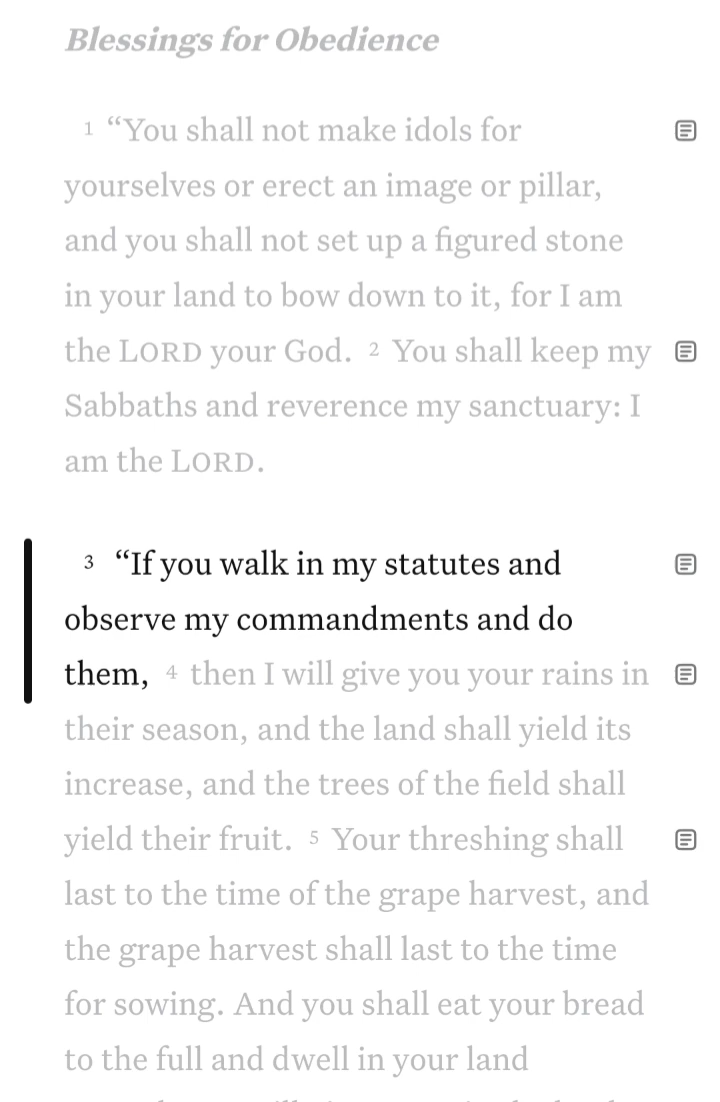 Blessings for Obedience
1 “You shall not make idols for
yourselves or erect an image or pillar,
and you shall not set up a figured stone
in your land to bow down to it, for I am
the LORD your God. 2 You shall keep my
Sabbaths and reverence my sanctuary: I
am the LORD.
3 “If you walk in my statutes and
observe my commandments and do
them, 4 then I will give you your rains in
their season, and the land shall yield its
increase, and the trees of the field shall
yield their fruit. 5 Your threshing shall
last to the time of the grape harvest, and
the grape harvest shall last to the time
for sowing. And you shall eat your bread
to the full and dwell in your land